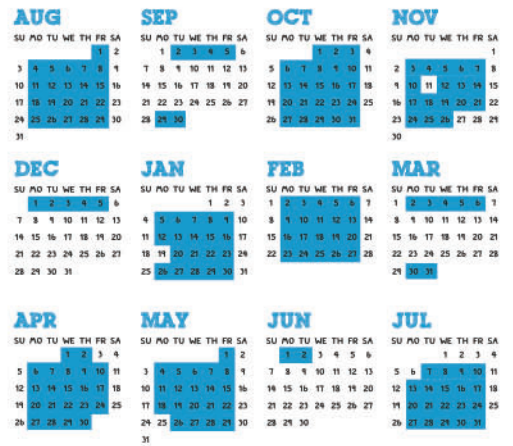 AUG
SU MO TU WE TH FR SA
1 2
3 4 5 6 7 8 9
10 11 12 13 14 15 16
17 18 19 20 21 22 23
24 25 26 27 28 29 30
31
SEP
SU MO TU WE TH FR SA
1 2 3 4 5 6
7 8 9 10 11 12 13
14 15 16 17 18 19 20
21 22 23 24 25 26 27
28 29 30
OCT
SU MO TU WE TH FR SA
1 2 3 4
5 6 7 8 9 10 11
12 13 14 15 16 17 18
19 20 21 22 23 24 25
26 27 28 29 30 31
NOV
SU MO TU WE TH FR SA
1
2 3 4 5 6 7 8
9 10 11 12 13 14 15
16 17 18 19 20 21 22
23 24 25 26 27 28 29
30
DEC
SU MO TU WE TH FR SA
1 2 3 4 5 6
7 8 9 10 11 12 13
14 15 16 17 18 19 20
21 22 23 24 25 26 27
28 29 30 31
JAN
SU MO TU WE TH FR SA
1 2 3
4 5 6 7 8 9 10
11 12 13 14 15 16 17
18 19 20 21 22 23 24
25 26 27 28 29 30 31
FEB
SU MO TU WE TH FR SA
1 2 3 4 5 6 7
8 9 10 11 12 13 14
15 16 17 18 19 20 21
22 23 24 25 26 27 28
MAR
SU MO TU WE TH FR SA
1 2 3 4 5 6 7
8 9 10 11 12 13 14
15 16 17 18 19 20 21
22 23 24 25 26 27 28
29 30 31
APR
SU MO TU WE TH FR SA
1 2 3 4
5 6 7 8 9 10 11
12 13 14 15 16 17 18
19 20 21 22 23 24 25
26 27 28 29 30
MAY
SU MO TU WE TH FR SA
1 2
3 4 5 6 7 8 9
10 11 12 13 14 15 16
17 18 19 20 21 22 23
24 25 26 27 28 29 30
31
JUN
SU MO TU WE TH FR SA
1 2 3 4 5 6
7 8 9 10 11 12 13
14 15 16 17 18 19 20
21 22 23 24 25 26 27
28 29 30
JUL
SU MO TU WE TH FR SA
1 2 3 4
5 6 7 8 9 10 11
12 13 14 15 16 17 18
19 20 21 22 23 24 25
26 27 28 29 30 31